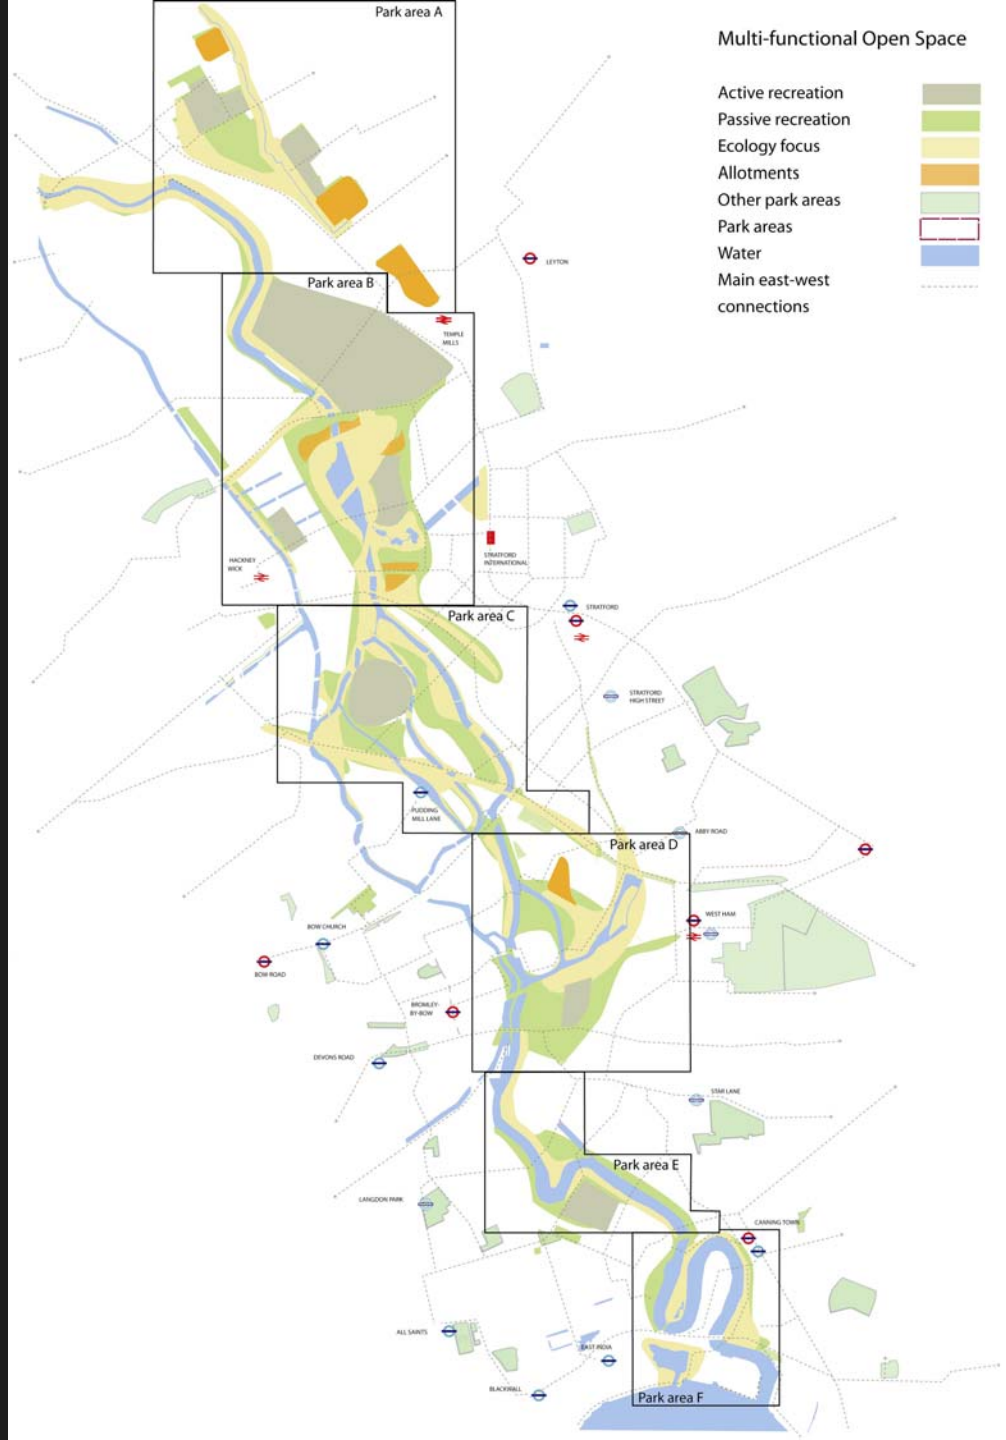 Park area A
Multi-functional Open Space
Active recreation
Passive recreation
Ecology focus
Allotments
Other park areas
Park areas
Water
Main east-west
connections
LEYTON
Park area B
TEMPLE
MILLS
STRATFORD
INTERNATIONAL
HACKNEY
WICK
STRATFORD
Park area C
STRATFORD
HIGH STREET
PUDDING
MILL LANE
ABBY ROAD
Park area D
WEST HAM
BOW CHURCH
BOW ROAD
BROMLEY-
BY-BOW
DEVONS ROAD
STAR LANE
Park area E
LANGDON PARK
CANNING TOWN
ALL SAINTS
EAST INDIA
BLACKWALL
Park area F